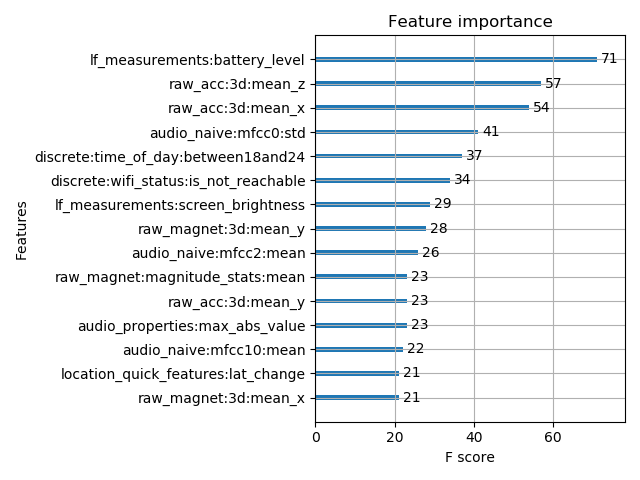 Feature importance
lf_measurements:battery_level 71
raw_acc:3d:mean_z 57
raw_acc:3d:mean_x 54
audio_naive:mfcc0:std 41
discrete:time_of_day:between18and24 37
discrete:wifi_status:is_not_reachable 34
lf_measurements:screen_brightness 29
raw_magnet:3d:mean_y 28
audio_naive:mfcc2:mean 26
raw_magnet:magnitude_stats:mean 23
raw_acc:3d:mean_y 23
audio_properties:max_abs_value 23
audio_naive:mfcc10:mean 22
location_quick_features:lat_change 21
raw_magnet:3d:mean_x 21
Features
0 20 40 60
F score